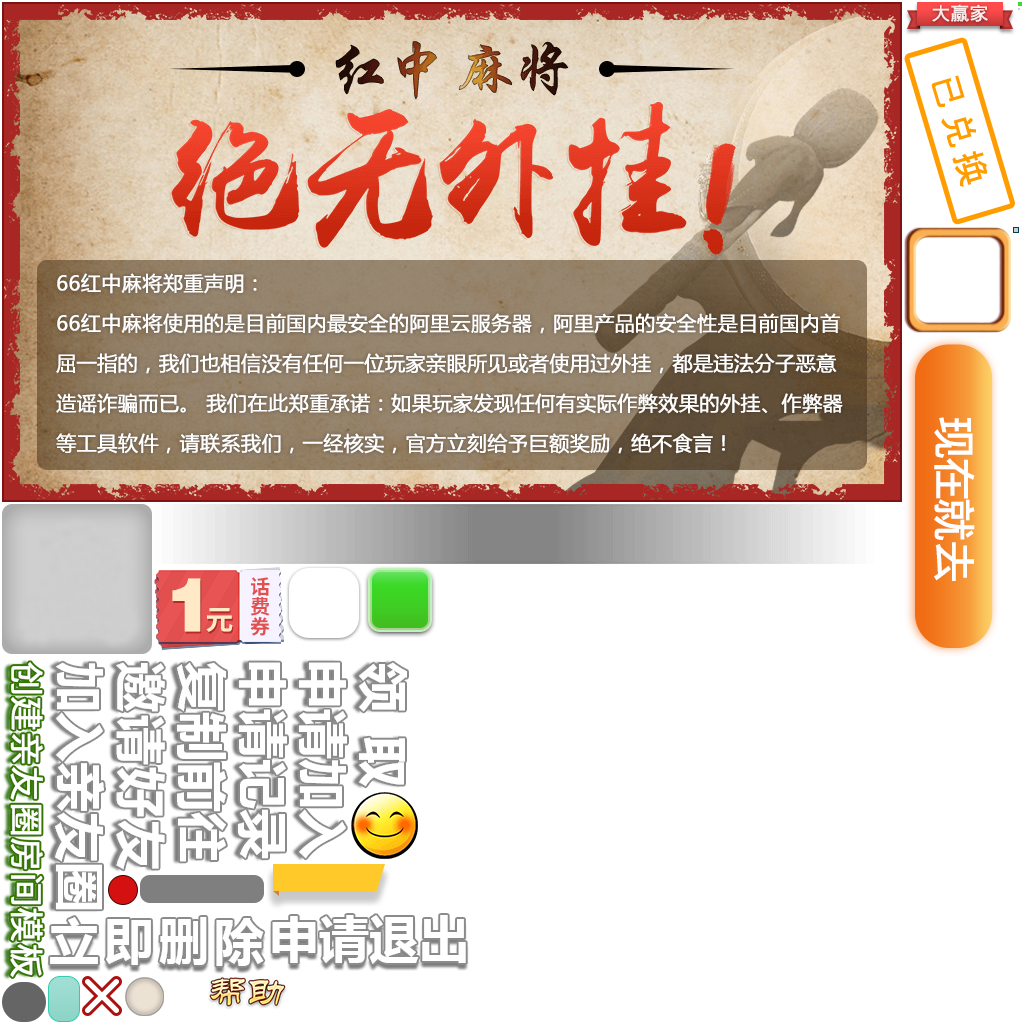 大赢家
红中 麻将
绝无外挂!
已兑换
66红中麻将郑重声明：
66红中麻将使用的是目前国内最安全的阿里云服务器，阿里产品的安全性是目前国内首
屈一指的，我们也相信没有任何一位玩家亲眼所见或者使用过外挂，都是违法分子恶意
造谣诈骗而已。 我们在此郑重承诺：如果玩家发现任何有实际作弊效果的外挂、作弊器
等工具软件，请联系我们，一经核实，官方立刻给予巨额奖励，绝不食言！
现在就去
1元
话费券
创建亲友圈房间模板
加入亲友圈
邀请好友
复制前往
申请记录
申请加入
领 取
立即删除
申请退出
帮助